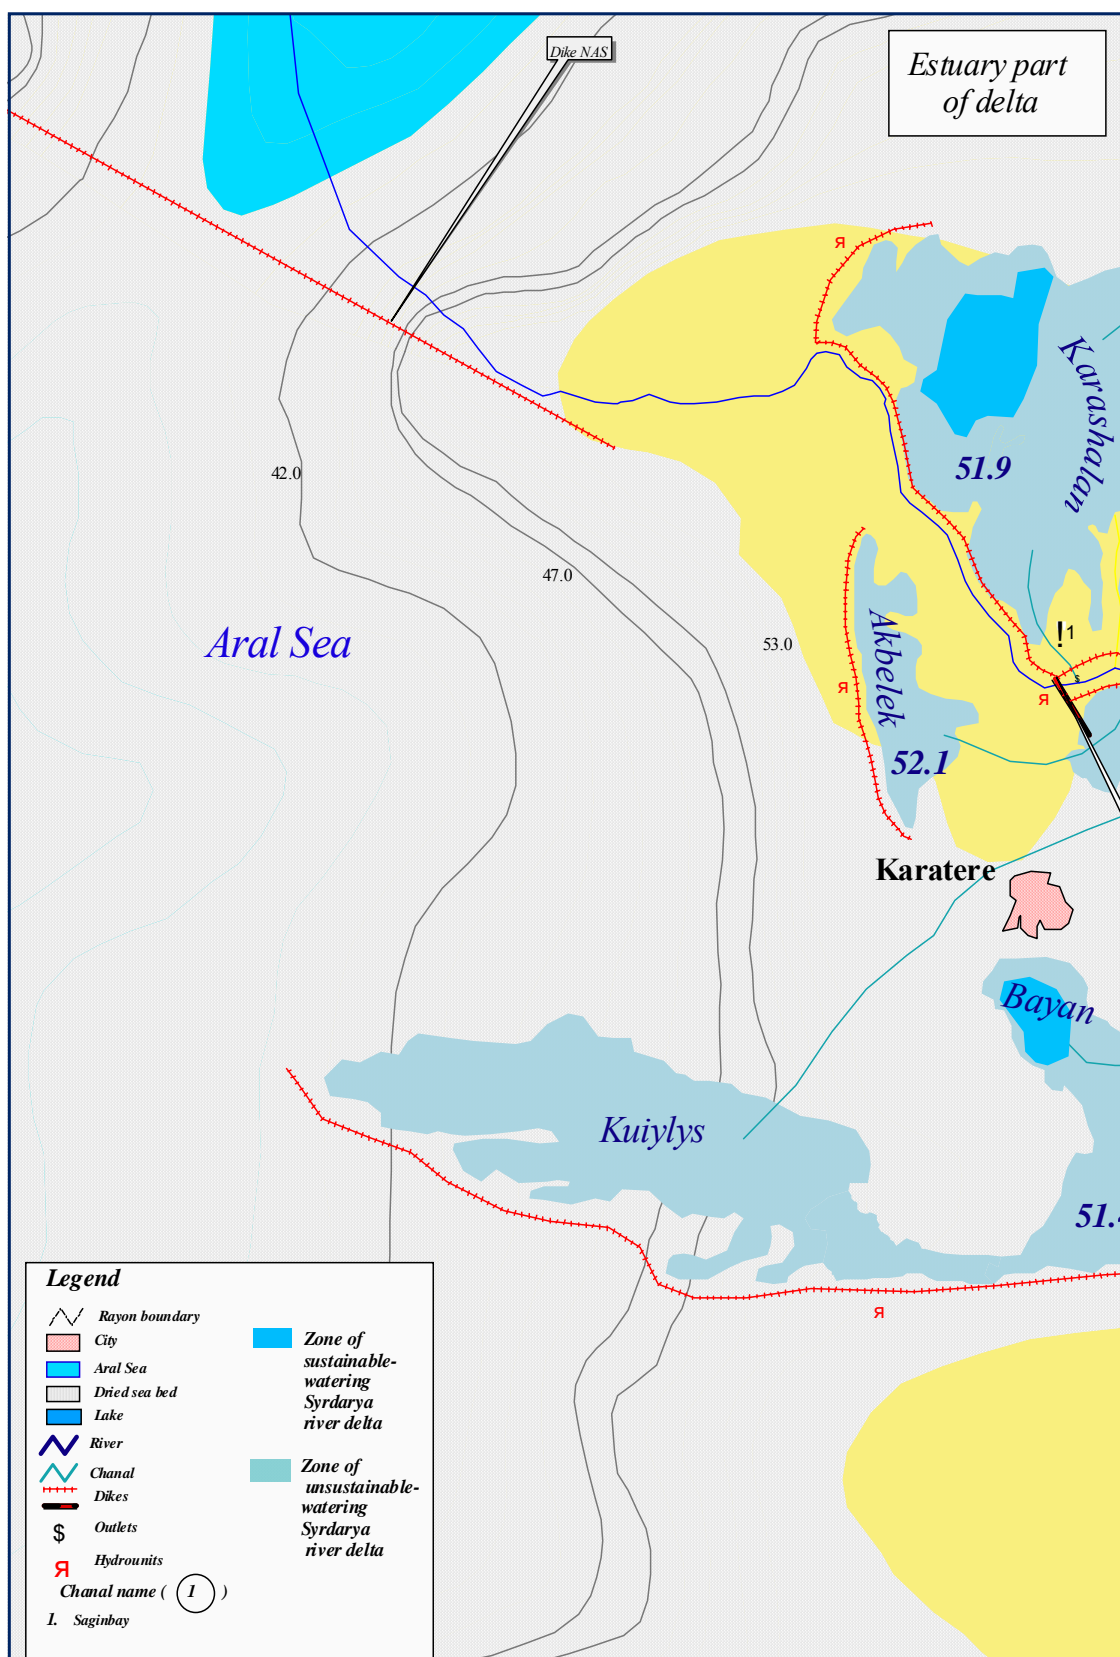 Dike NAS
Estuary part
of delta
Я
Karashalan
51.9
42.0
47.0
53.0
Aral Sea
Akbelek
!1
$
Я
Я
52.1
Karatere
Bayan
Kuiylys
51.4
Я
Legend
Rayon boundary
City
Aral Sea
Dried sea bed
Lake
River
Chanal
Dikes
$ Outlets
Я Hydrounits
Chanal name ( 1 )
1. Saginbay
Zone of
sustainable-
watering
Syrdarya
river delta
Zone of
unsustainable-
watering
Syrdarya
river delta